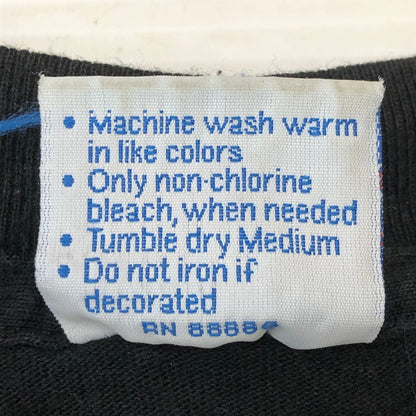 • Machine wash warm
in like colors
• Only non-chlorine
bleach, when needed
• Tumble dry Medium
• Do not iron if
decorated
RN